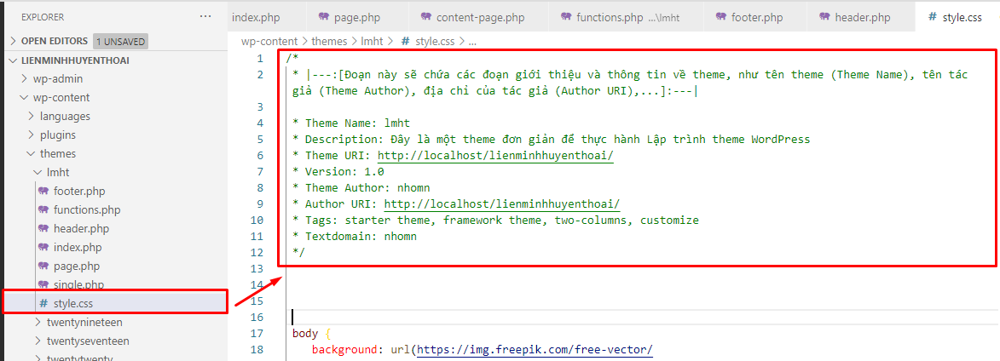 EXPLORER
···
index.php
page.php
content-page.php
functions.php ...\lmht
footer.php
header.php
# style.css
> OPEN EDITORS 1 UNSAVED
wp-content > themes > lmht > # style.css > ...
LIENMINHHUYENTHOAI
wp-admin
wp-content
languages
plugins
themes
lmht
footer.php
functions.php
header.php
index.php
page.php
single.php
# style.css
twentynineteen
twentyseventeen
twentytwenty
1 /*
2 * |---:[Đoạn này sẽ chứa các đoạn giới thiệu và thông tin về theme, như tên theme (Theme Name), tên tác
giả (Theme Author), địa chỉ của tác giả (Author URI),...]:---|
3
4 * Theme Name: lmht
5 * Description: Đây là một theme đơn giản để thực hành Lập trình theme WordPress
6 * Theme URI: http://localhost/lienminhhuyenthoai/
7 * Version: 1.0
8 * Theme Author: nhomn
9 * Author URI: http://localhost/lienminhhuyenthoai/
10 * Tags: starter theme, framework theme, two-columns, customize
11 * Textdomain: nhomn
12 */
13
14
15
16
17 body {
18 background: url(https://img.freepik.com/free-vector/